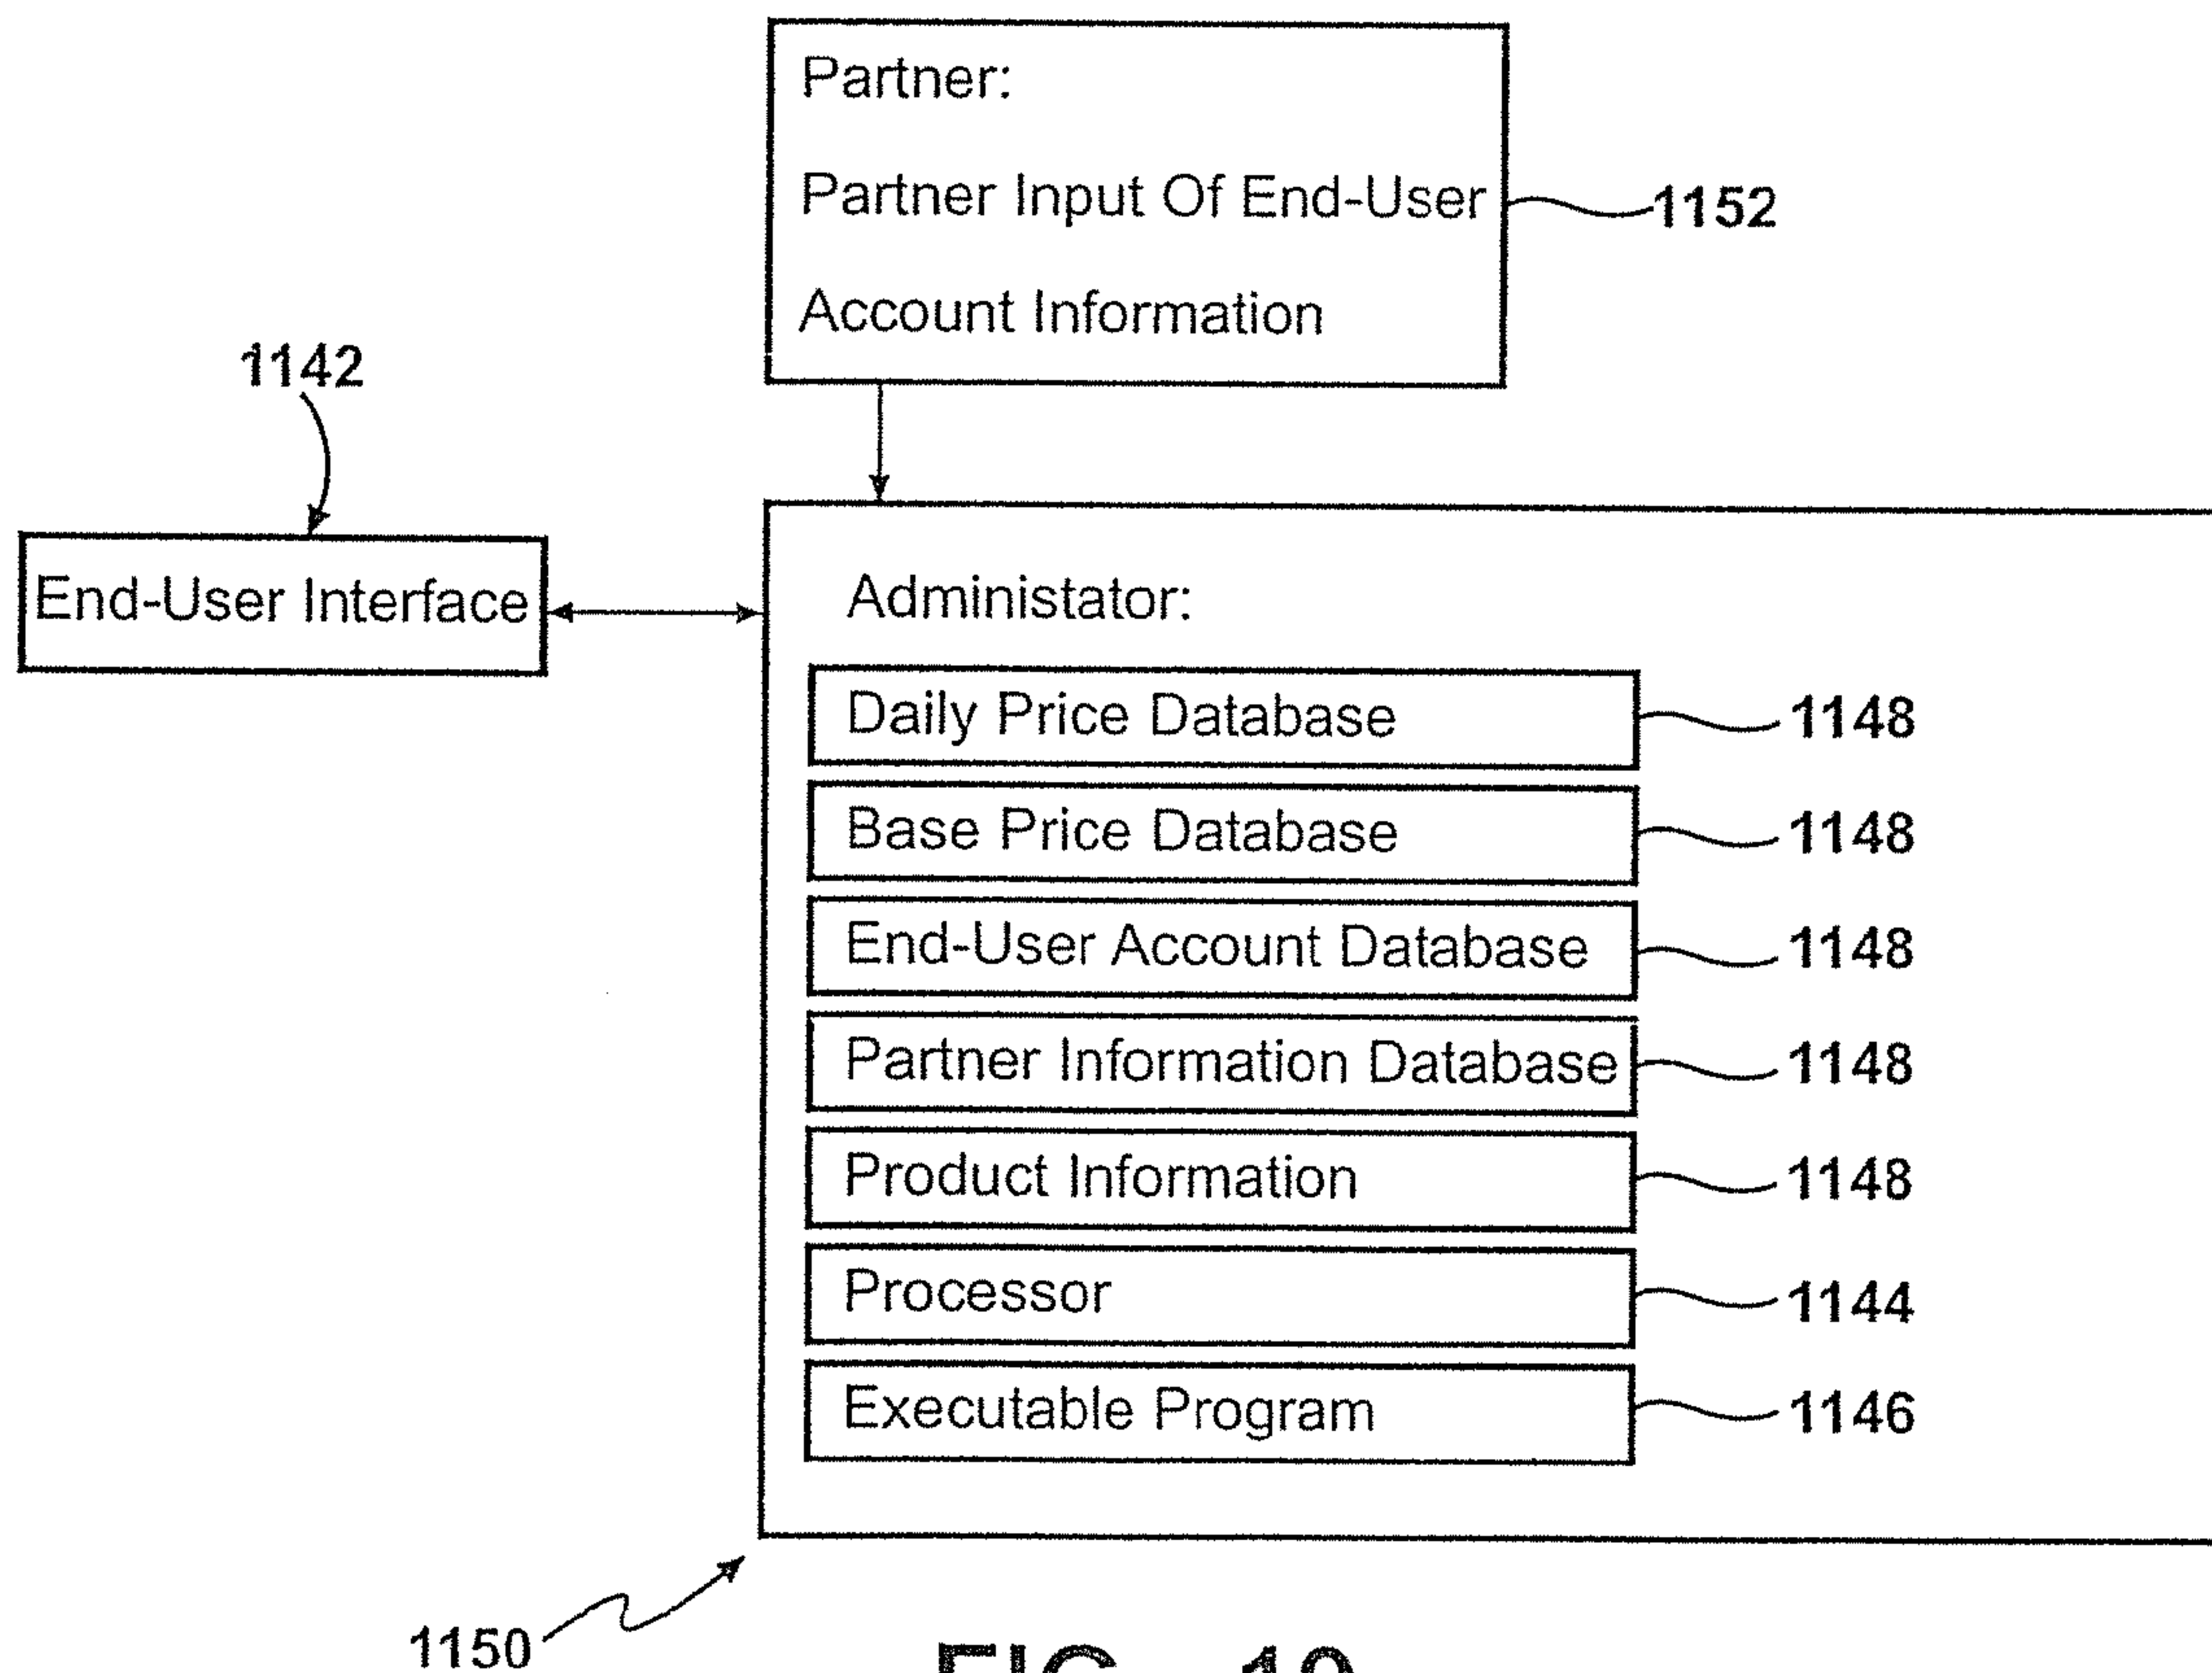 Partner:
Partner Input Of End-User
1152
Account Information
1142
End-User Interface
Administator:
Daily Price Database
1148
Base Price Database
1148
End-User Account Database
1148
Partner Information Database
1148
Product Information
1148
Processor
1144
Executable Program
1146
1150
FIG. 19